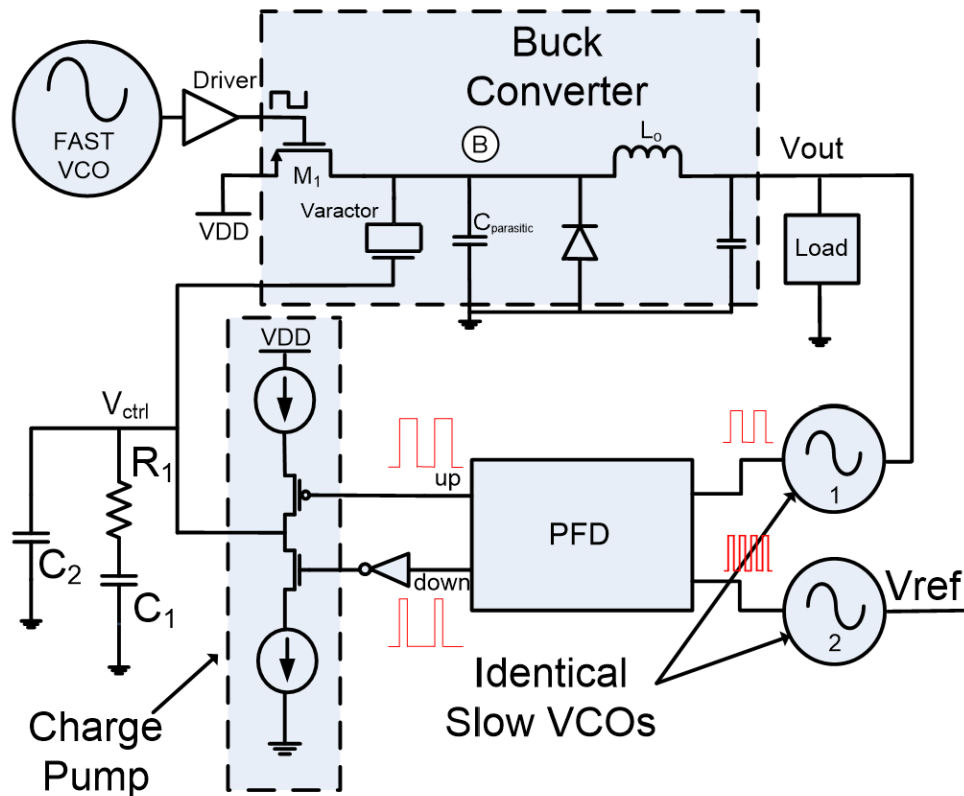 Buck
Converter
Driver
FAST
VCO
M1
VDD
Varactor
Cparasitic
B
Lo
Vout
Load
VDD
Vctrl
R1
C2
C1
up
down
PFD
1
2
Vref
Identical
Slow VCOs
Charge
Pump